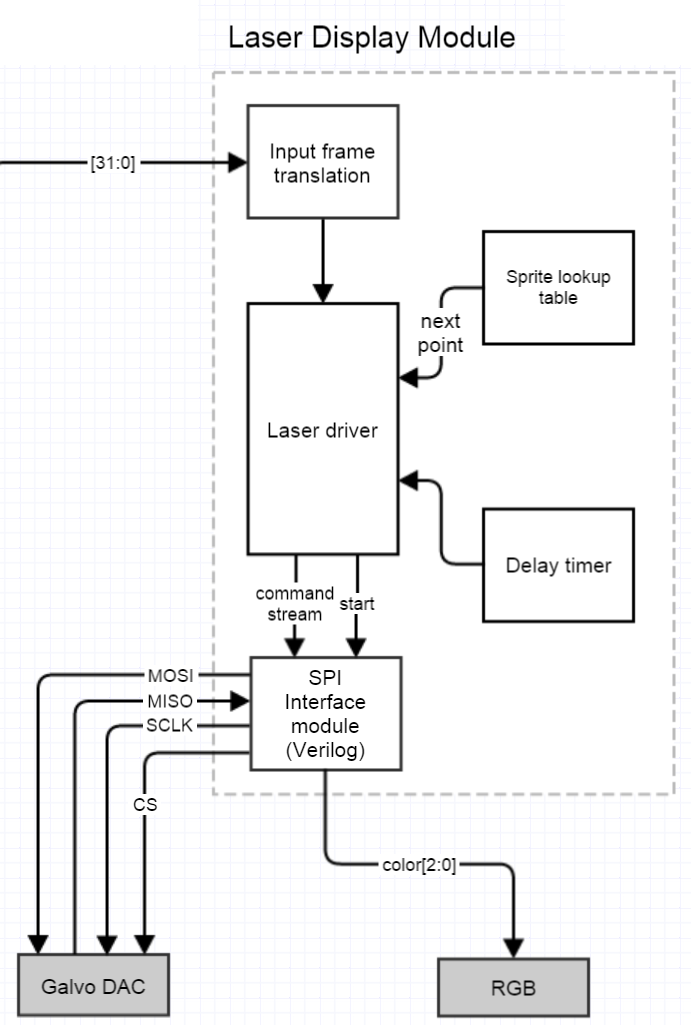 Laser Display Module
[31:0]
Input frame
translation
Sprite lookup
table
next
point
Laser driver
Delay timer
command
stream
start
MOSI
MISO
SCLK
CS
SPI
Interface
module
(Verilog)
color[2:0]
Galvo DAC
RGB